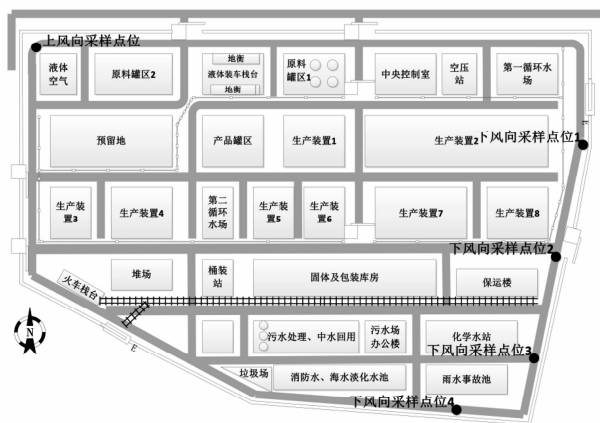 上风向采样点位
液体
空气
原料罐区2
地衡
液体装车栈台
地衡
原料
罐区1
中央控制室
空压
站
第一循环水
场
E
预留地
产品罐区
生产装置1
生产装置2
下风向采样点位1
生产装
置3
生产装置4
第二
循环
水场
生产装
置5
生产装
置6
生产装置7
生产装置8
下风向采样点位2
火车栈台
堆场
桶装
站
固体及包装库房
保运楼
N
E
污水处理、中水回用
污水场
办公楼
化学水站
下风向采样点位3
垃圾场
消防水、海水淡化水池
雨水事故池
下风向采样点位4